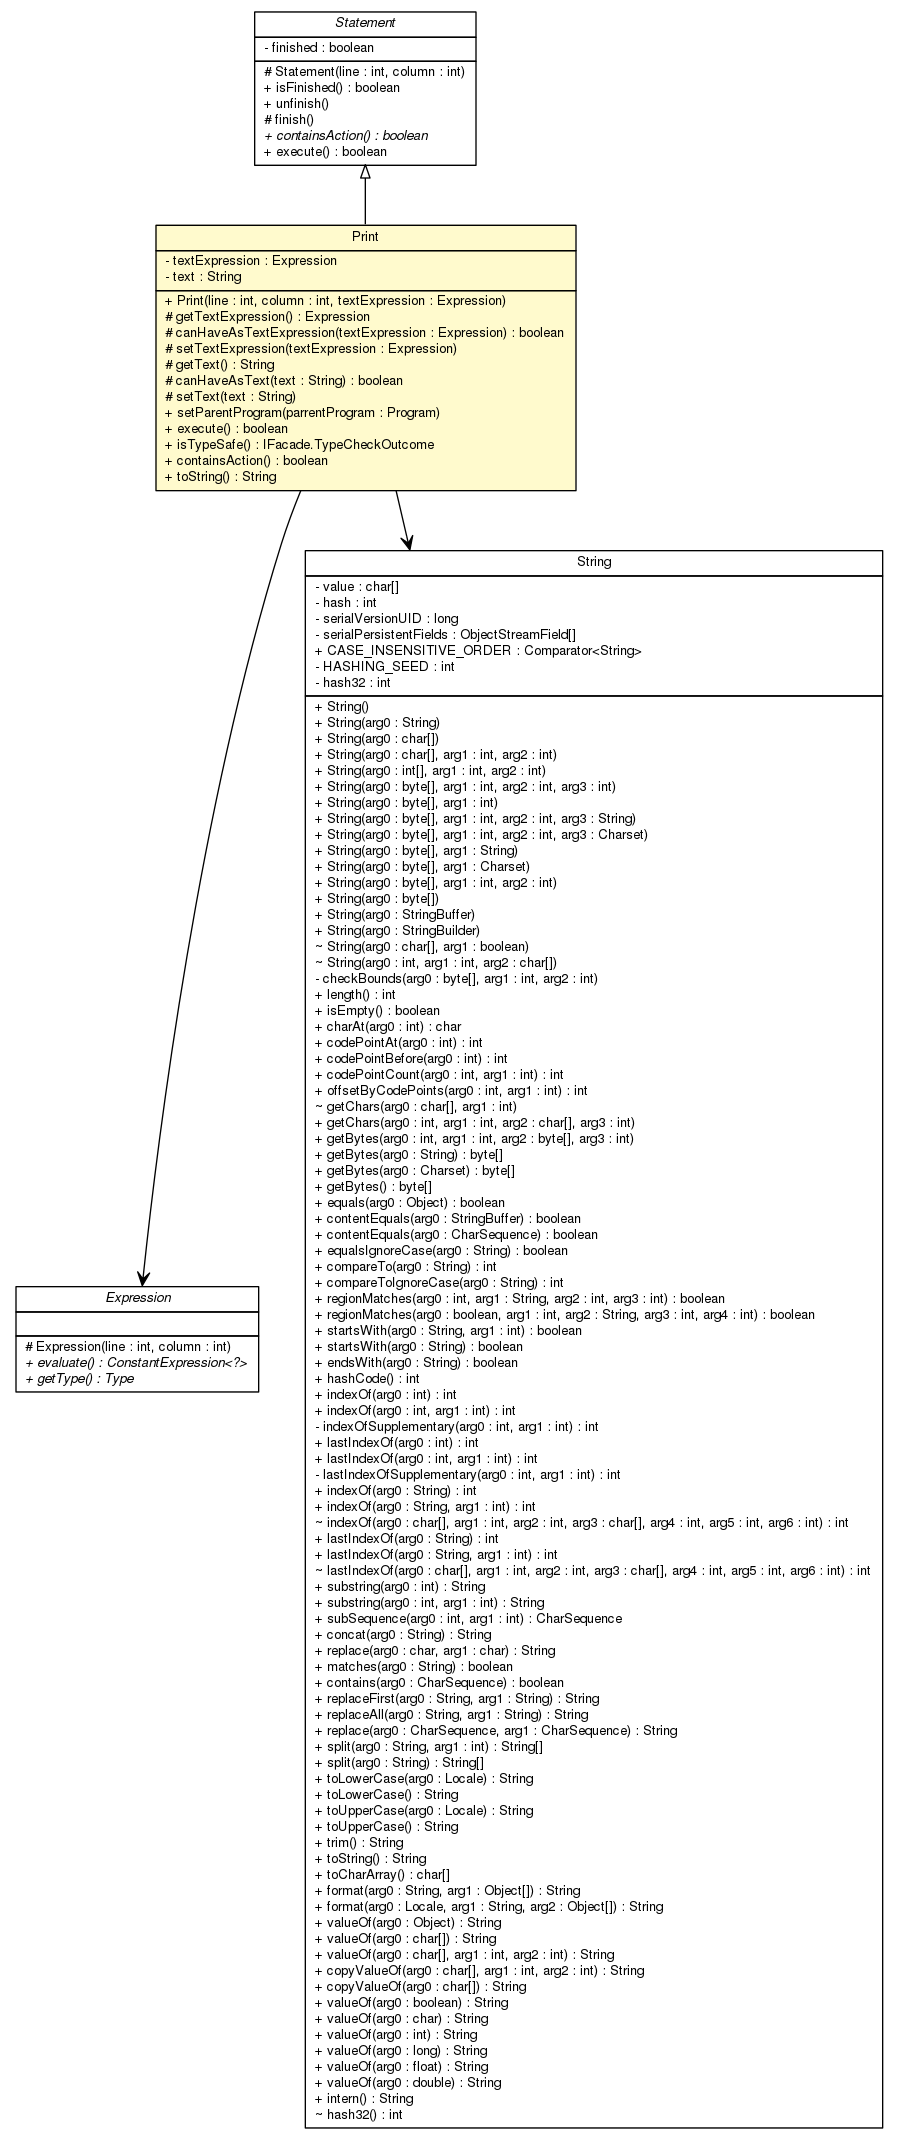 Statement
- finished : boolean
# Statement(line : int, column : int)
+ isFinished() : boolean
+ unfinish()
# finish()
+ containsAction() : boolean
+ execute() : boolean
Print
- textExpression : Expression
- text : String
+ Print(line : int, column : int, textExpression : Expression)
# getTextExpression() : Expression
# canHaveAsTextExpression(textExpression : Expression) : boolean
# setTextExpression(textExpression : Expression)
# getText() : String
# canHaveAsText(text : String) : boolean
# setText(text : String)
+ setParentProgram(parrentProgram : Program)
+ execute() : boolean
+ isTypeSafe() : IFacade.TypeCheckOutcome
+ containsAction() : boolean
+ toString() : String
String
- value : char[]
- hash : int
- serialVersionUID : long
- serialPersistentFields : ObjectStreamField[]
+ CASE_INSENSITIVE_ORDER : Comparator<String>
- HASHING_SEED : int
- hash32 : int
+ String()
+ String(arg0 : String)
+ String(arg0 : char[])
+ String(arg0 : char[], arg1 : int, arg2 : int)
+ String(arg0 : int[], arg1 : int, arg2 : int)
+ String(arg0 : byte[], arg1 : int, arg2 : int, arg3 : int)
+ String(arg0 : byte[], arg1 : int)
+ String(arg0 : byte[], arg1 : int, arg2 : int, arg3 : String)
+ String(arg0 : byte[], arg1 : int, arg2 : int, arg3 : Charset)
+ String(arg0 : byte[], arg1 : String)
+ String(arg0 : byte[], arg1 : Charset)
+ String(arg0 : byte[], arg1 : int, arg2 : int)
+ String(arg0 : byte[])
+ String(arg0 : StringBuffer)
+ String(arg0 : StringBuilder)
~ String(arg0 : char[], arg1 : boolean)
~ String(arg0 : int, arg1 : int, arg2 : char[])
- checkBounds(arg0 : byte[], arg1 : int, arg2 : int)
+ length() : int
+ isEmpty() : boolean
+ charAt(arg0 : int) : char
+ codePointAt(arg0 : int) : int
+ codePointBefore(arg0 : int) : int
+ codePointCount(arg0 : int, arg1 : int) : int
+ offsetByCodePoints(arg0 : int, arg1 : int) : int
~ getChars(arg0 : char[], arg1 : int)
+ getChars(arg0 : int, arg1 : int, arg2 : char[], arg3 : int)
+ getBytes(arg0 : int, arg1 : int, arg2 : byte[], arg3 : int)
+ getBytes(arg0 : String) : byte[]
+ getBytes(arg0 : Charset) : byte[]
+ getBytes() : byte[]
+ equals(arg0 : Object) : boolean
+ contentEquals(arg0 : StringBuffer) : boolean
+ contentEquals(arg0 : CharSequence) : boolean
+ equalsIgnoreCase(arg0 : String) : boolean
+ compareTo(arg0 : String) : int
+ compareToIgnoreCase(arg0 : String) : int
+ regionMatches(arg0 : int, arg1 : String, arg2 : int, arg3 : int) : boolean
+ regionMatches(arg0 : boolean, arg1 : int, arg2 : String, arg3 : int, arg4 : int) : boolean
+ startsWith(arg0 : String, arg1 : int) : boolean
+ startsWith(arg0 : String) : boolean
+ endsWith(arg0 : String) : boolean
+ hashCode() : int
+ indexOf(arg0 : int) : int
+ indexOf(arg0 : int, arg1 : int) : int
- indexOfSupplementary(arg0 : int, arg1 : int) : int
+ lastIndexOf(arg0 : int) : int
+ lastIndexOf(arg0 : int, arg1 : int) : int
- lastIndexOfSupplementary(arg0 : int, arg1 : int) : int
+ indexOf(arg0 : String) : int
+ indexOf(arg0 : String, arg1 : int) : int
~ indexOf(arg0 : char[], arg1 : int, arg2 : int, arg3 : char[], arg4 : int, arg5 : int, arg6 : int) : int
+ lastIndexOf(arg0 : String) : int
+ lastIndexOf(arg0 : String, arg1 : int) : int
~ lastIndexOf(arg0 : char[], arg1 : int, arg2 : int, arg3 : char[], arg4 : int, arg5 : int, arg6 : int) : int
+ substring(arg0 : int) : String
+ substring(arg0 : int, arg1 : int) : String
+ subSequence(arg0 : int, arg1 : int) : CharSequence
+ concat(arg0 : String) : String
+ replace(arg0 : char, arg1 : char) : String
+ matches(arg0 : String) : boolean
+ contains(arg0 : CharSequence) : boolean
+ replaceFirst(arg0 : String, arg1 : String) : String
+ replaceAll(arg0 : String, arg1 : String) : String
+ replace(arg0 : CharSequence, arg1 : CharSequence) : String
+ split(arg0 : String, arg1 : int) : String[]
+ split(arg0 : String) : String[]
+ toLowerCase(arg0 : Locale) : String
+ toLowerCase() : String
+ toUpperCase(arg0 : Locale) : String
+ toUpperCase() : String
+ trim() : String
+ toString() : String
+ toCharArray() : char[]
+ format(arg0 : String, arg1 : Object[]) : String
+ format(arg0 : Locale, arg1 : String, arg2 : Object[]) : String
+ valueOf(arg0 : Object) : String
+ valueOf(arg0 : char[]) : String
+ valueOf(arg0 : char[], arg1 : int, arg2 : int) : String
+ copyValueOf(arg0 : char[], arg1 : int, arg2 : int) : String
+ copyValueOf(arg0 : char[]) : String
+ valueOf(arg0 : boolean) : String
+ valueOf(arg0 : char) : String
+ valueOf(arg0 : int) : String
+ valueOf(arg0 : long) : String
+ valueOf(arg0 : float) : String
+ valueOf(arg0 : double) : String
+ intern() : String
~ hash32() : int
Expression
# Expression(line : int, column : int)
+ evaluate() : ConstantExpression<?>
+ getType() : Type